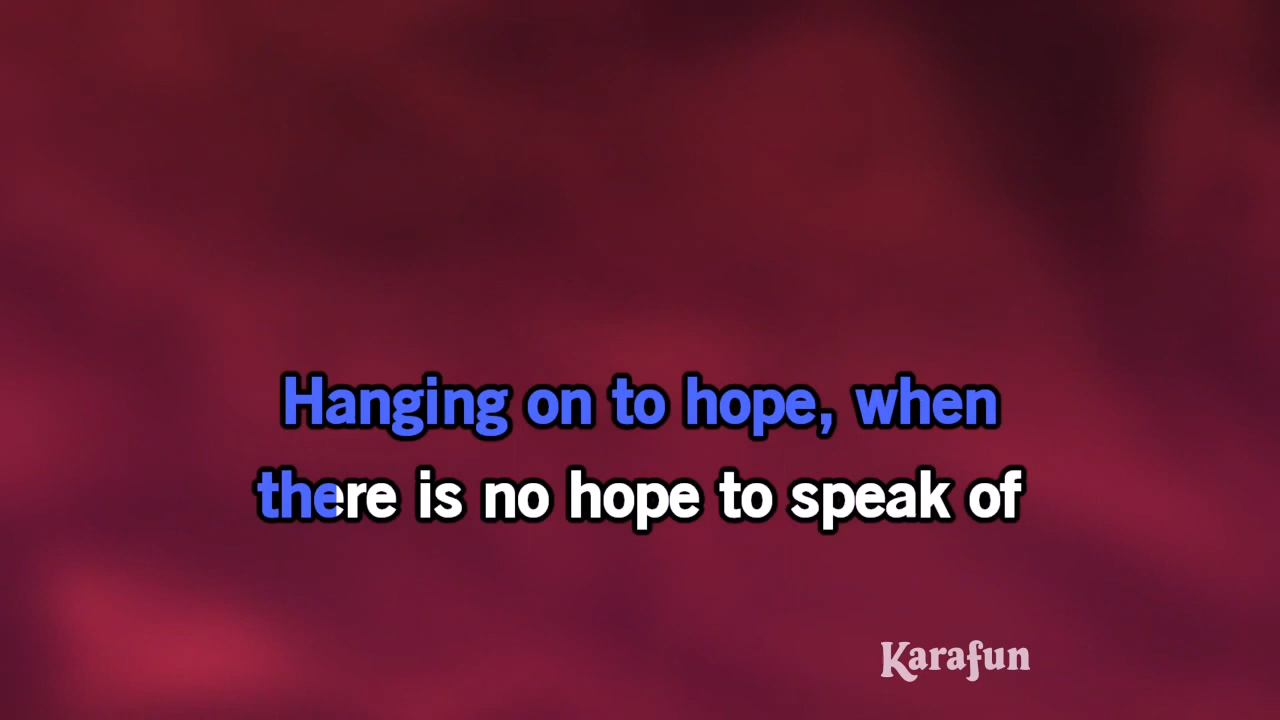 Hanging on to hope, when
there is no hope to speak of
Karafun